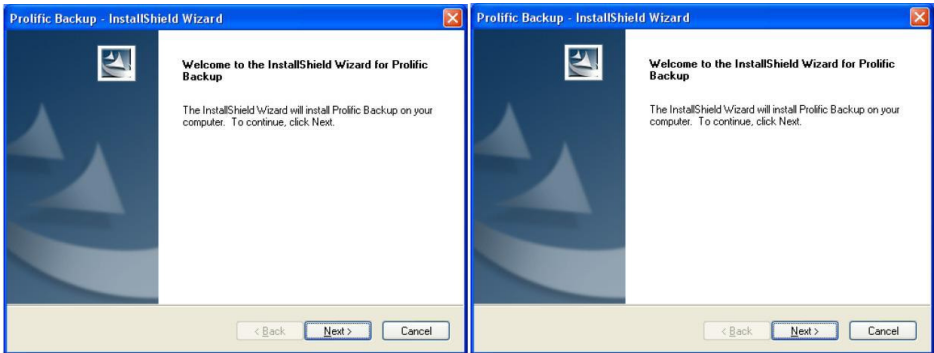 Prolific Backup - InstallShield Wizard
Welcome to the InstallShield Wizard for Prolific
Backup
The InstallShield Wizard will install Prolific Backup on your
computer. To continue, click Next.
< Back
Next >
Cancel
Prolific Backup - InstallShield Wizard
Welcome to the InstallShield Wizard for Prolific
Backup
The InstallShield Wizard will install Prolific Backup on your
computer. To continue, click Next.
< Back
Next >
Cancel